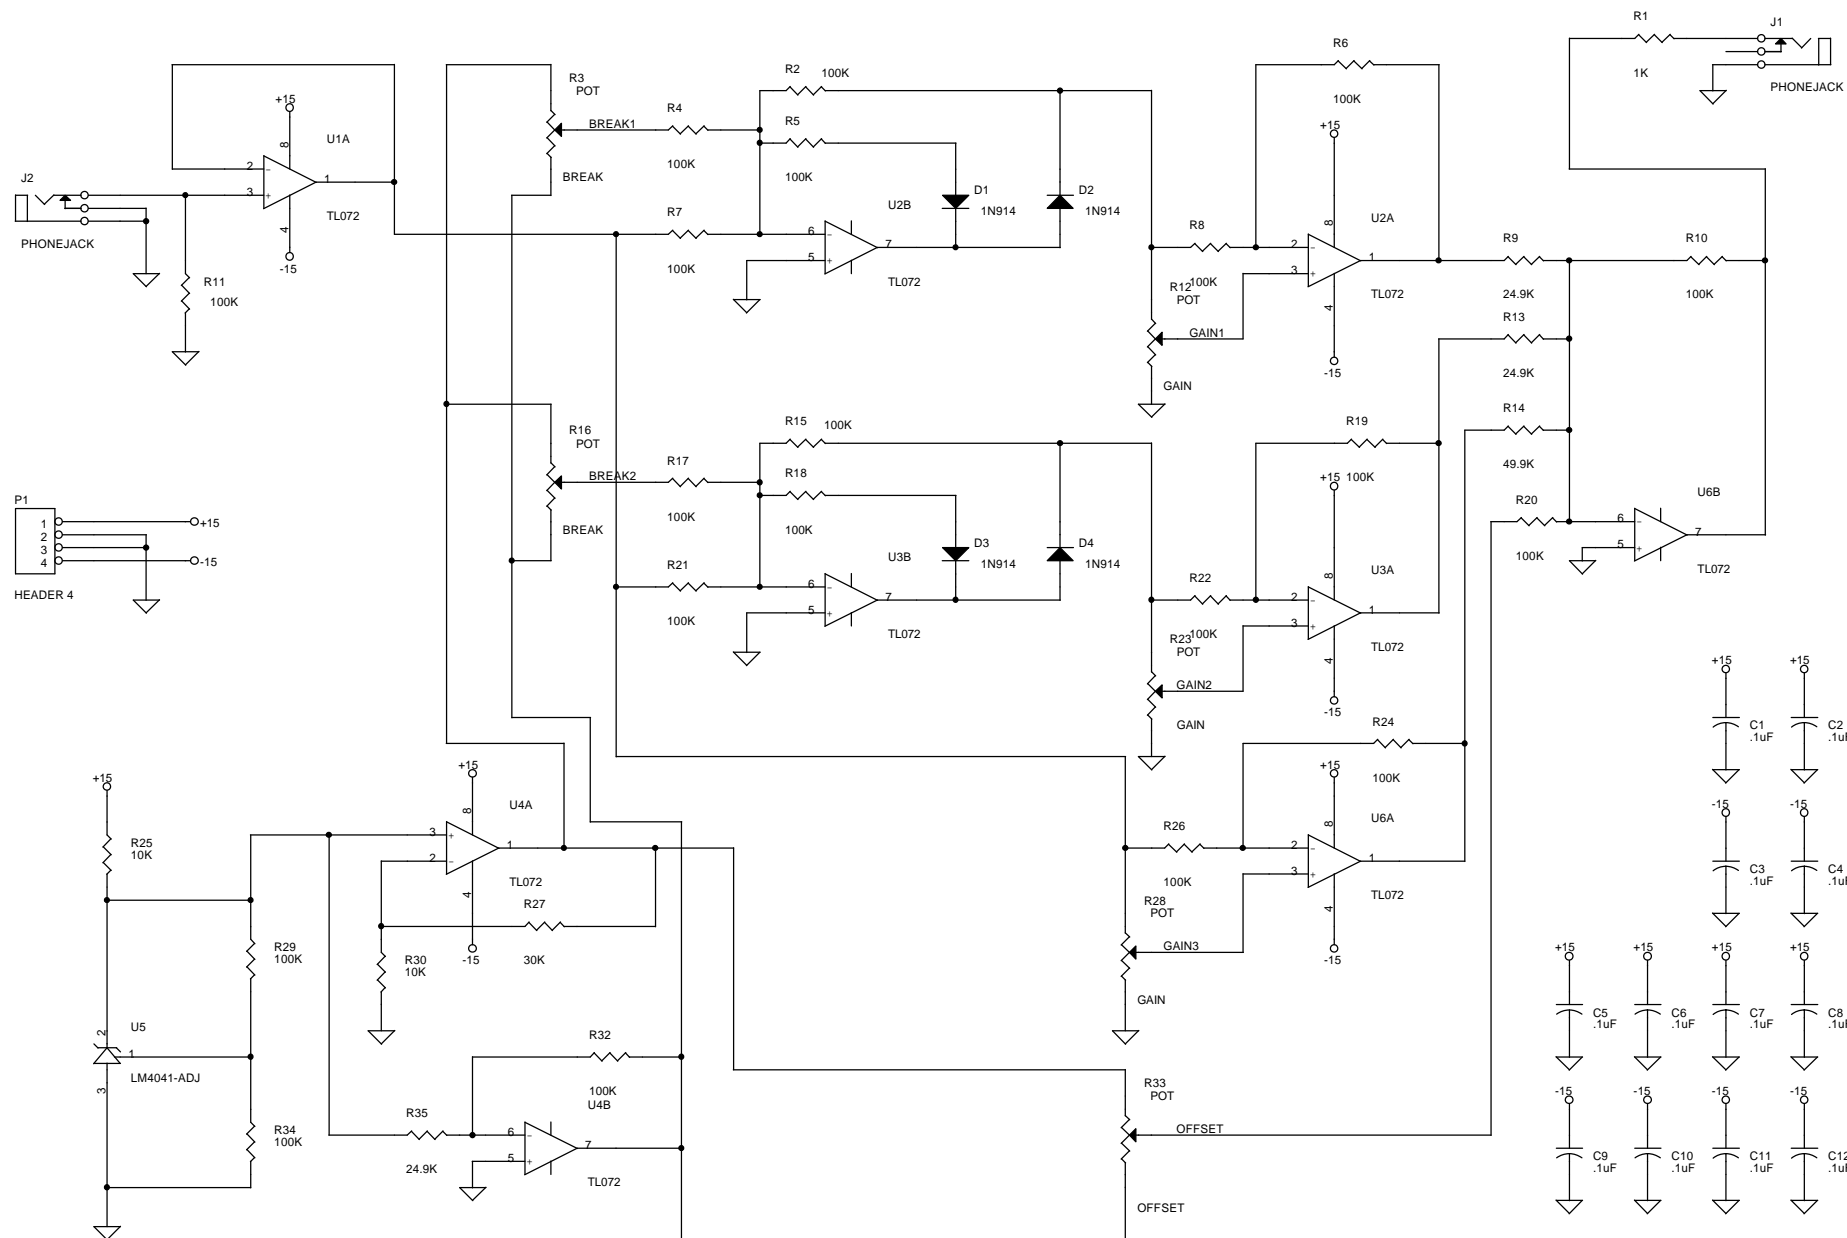 R1
J1
1K
PHONEJACK
R6
100K
R3
POT
R2
100K
R4
BREAK1
R5
100K
100K
BREAK
+15
8
U1A
2
-
3
+
1
4
-15
TL072
J2
PHONEJACK
R11
100K
R7
100K
U2B
6
-
5
+
7
TL072
D1
1N914
D2
1N914
R8
100K
R12
POT
GAIN1
GAIN
+15
8
U2A
2
-
3
+
1
4
-15
TL072
R9
24.9K
R10
100K
R13
24.9K
R14
49.9K
R20
100K
U6B
6
-
5
+
7
TL072
R16
POT
BREAK2
BREAK
R15
100K
R17
100K
R18
100K
R21
100K
U3B
6
-
5
+
7
TL072
D3
1N914
D4
1N914
R19
100K
R22
100K
R23
POT
GAIN2
GAIN
+15
8
U3A
2
-
3
+
1
4
-15
TL072
P1
1
2
3
4
+15
-15
HEADER 4
R24
100K
R26
100K
R28
POT
GAIN3
GAIN
+15
8
U6A
2
-
3
+
1
4
-15
TL072
+15
R25
10K
R29
100K
U5
2
1
3
LM4041-ADJ
R34
100K
+15
8
U4A
3
+
2
-
1
4
-15
TL072
R27
30K
R30
10K
R32
100K
U4B
R35
24.9K
6
-
5
+
7
TL072
R33
POT
OFFSET
OFFSET
+15
C1
.1uF
+15
C2
.1uF
-15
C3
.1uF
-15
C4
.1uF
+15
C5
.1uF
+15
C6
.1uF
+15
C7
.1uF
+15
C8
.1uF
-15
C9
.1uF
-15
C10
.1uF
-15
C11
.1uF
-15
C12
.1uF